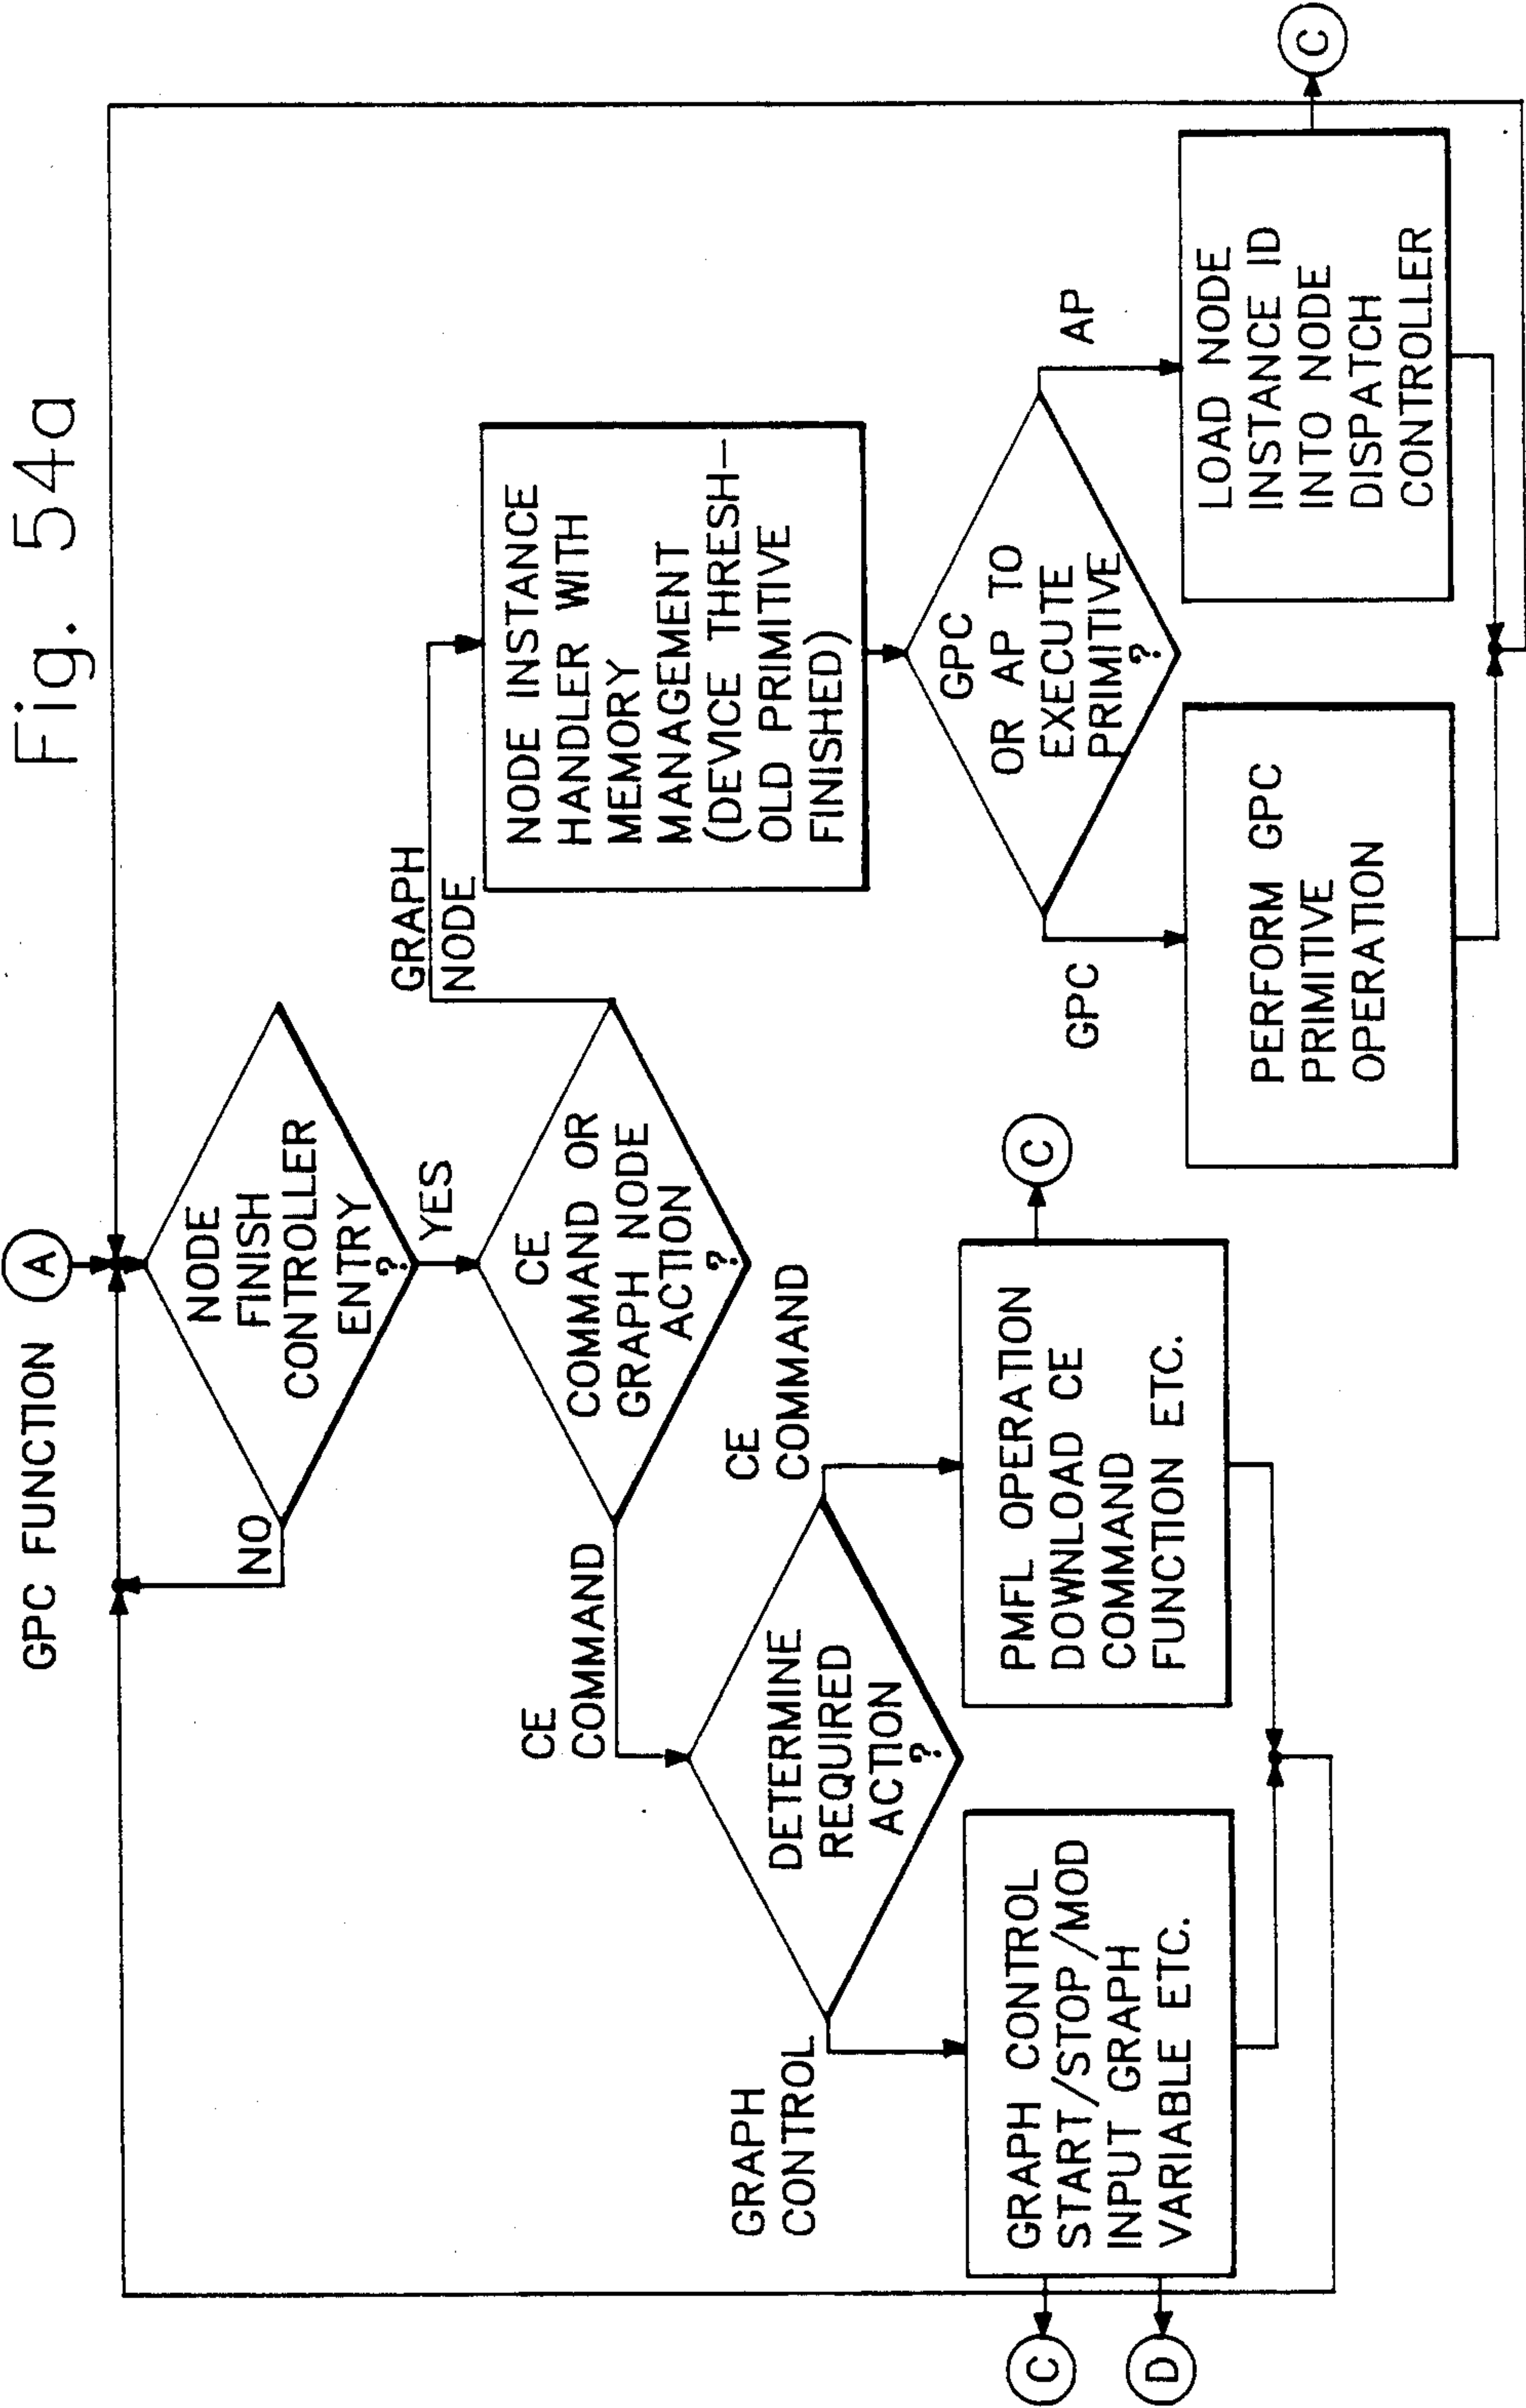 Fig. 54a
GPC FUNCTION
A
NODE
FINISH
CONTROLLER
ENTRY
?
NO
YES
CE
COMMAND OR
GRAPH NODE
ACTION
?
CE
COMMAND
GRAPH
NODE
DETERMINE
REQUIRED
ACTION
?
GRAPH
CONTROL
CE
COMMAND
GRAPH CONTROL
START/STOP/MOD
INPUT GRAPH
VARIABLE ETC.
C
D
PMFL OPERATION
DOWNLOAD CE
COMMAND
FUNCTION ETC.
C
NODE INSTANCE
HANDLER WITH
MEMORY
MANAGEMENT
(DEVICE THRESH-
OLD PRIMITIVE
FINISHED)
GPC
OR AP TO
EXECUTE
PRIMITIVE
?
GPC
AP
PERFORM GPC
PRIMITIVE
OPERATION
LOAD NODE
INSTANCE ID
INTO NODE
DISPATCH
CONTROLLER
C